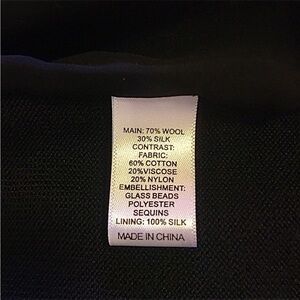 MAIN: 70% WOOL
30% SILK
CONTRAST:
FABRIC:
60% COTTON
20%VISCOSE
20% NYLON
EMBELLISHMENT:
GLASS BEADS
POLYESTER
SEQUINS
LINING: 100% SILK
MADE IN CHINA